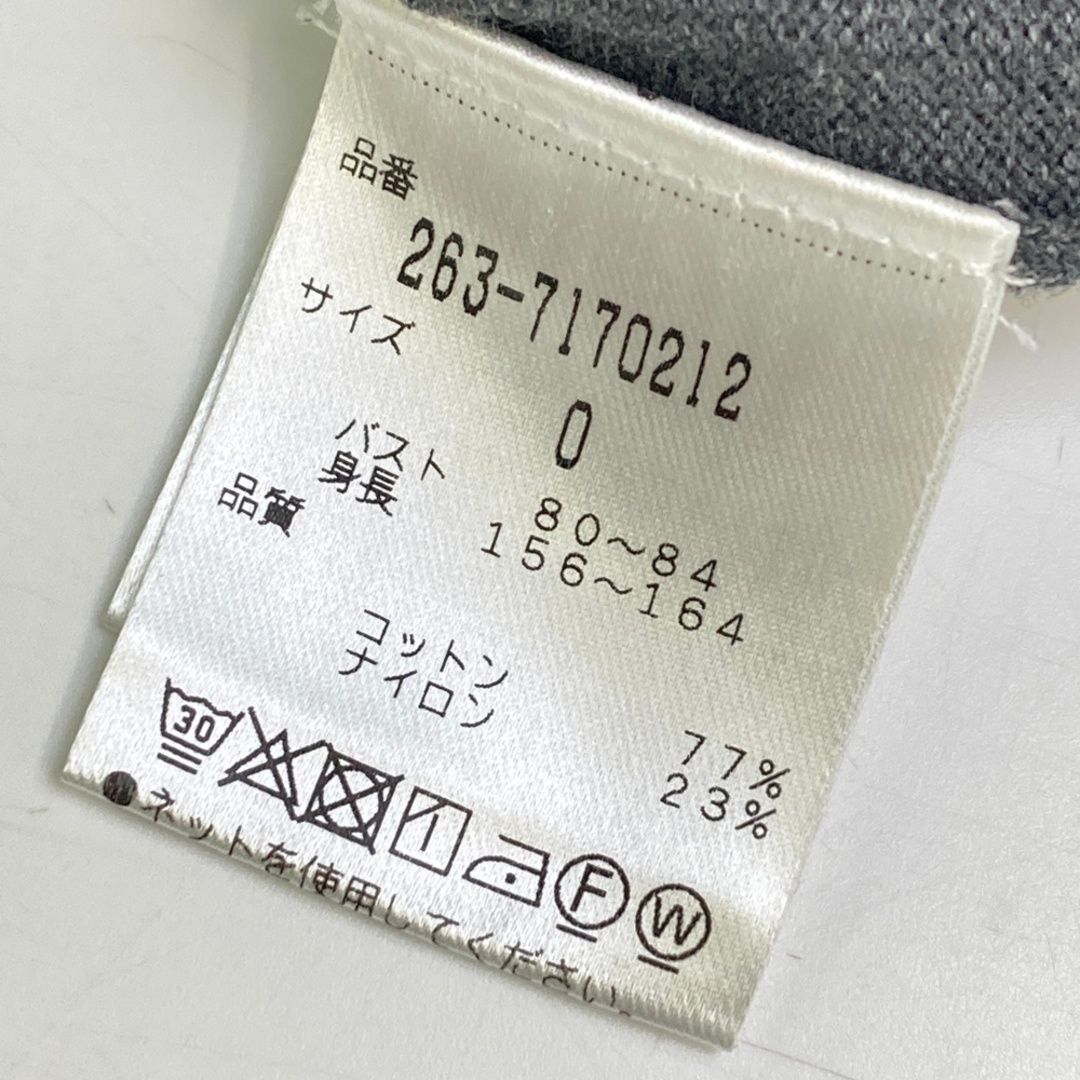 品番
263-7170212
サイズ
0
バスト 80～84
身長 156～164
品質
コットン 77%
ナイロン 23%
30
F
W
●ネットを使用してください。